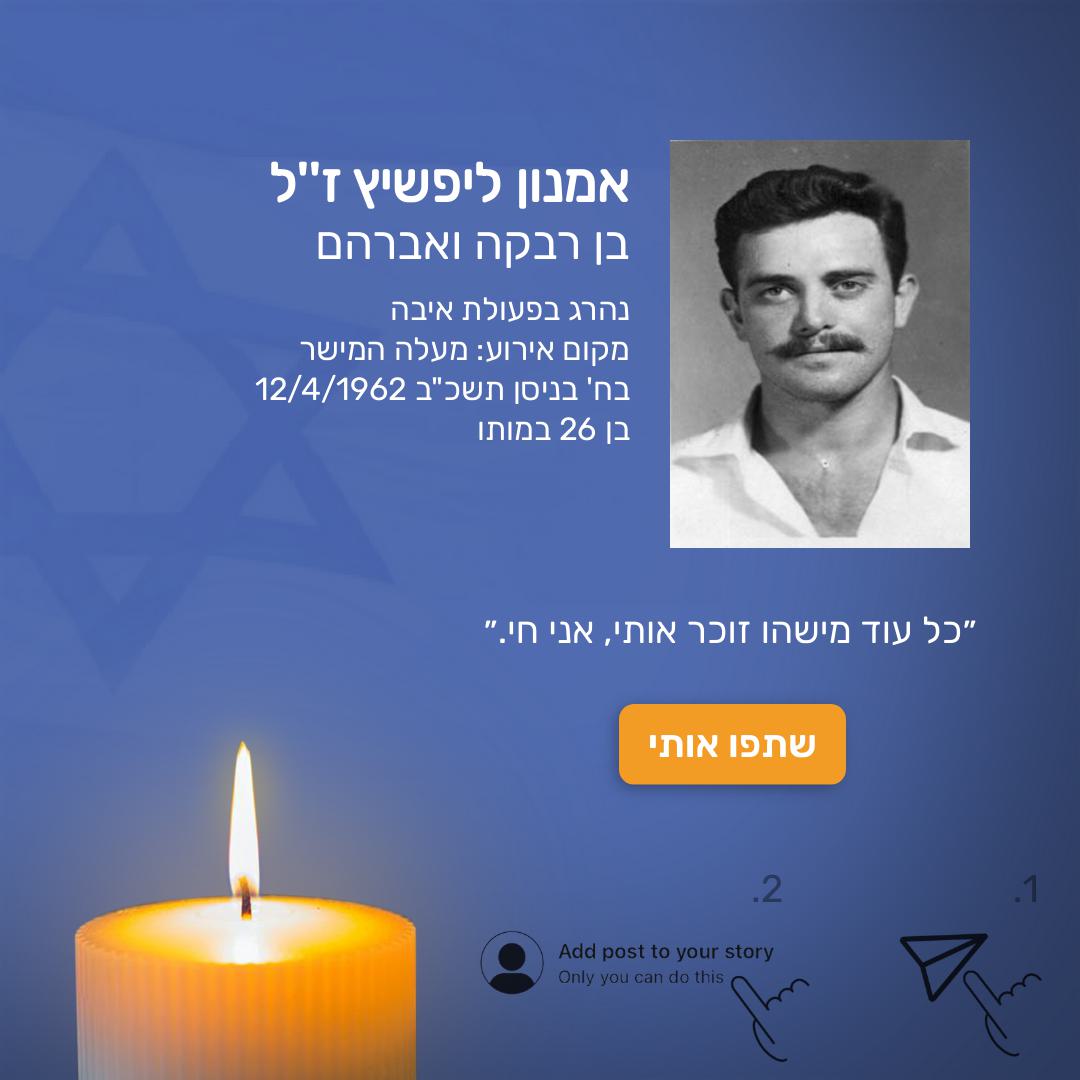 אמנון ליפשיץ ז"ל
בן רבקה ואברהם
נהרג בפעולת איבה
מקום אירוע: מעלה המישר
בח' בניסן תשכ"ב 12/4/1962
בן 26 במותו
״כל עוד מישהו זוכר אותי, אני חי.״
שתפו אותי
1.
2.
Add post to your story
Only you can do this